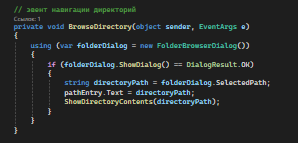 // эвент навигации директорий
Ссылок: 1
private void BrowseDirectory(object sender, EventArgs e)
{
using (var folderDialog = new FolderBrowserDialog())
{
if (folderDialog.ShowDialog() == DialogResult.OK)
{
string directoryPath = folderDialog.SelectedPath;
pathEntry.Text = directoryPath;
ShowDirectoryContents(directoryPath);
}
}
}